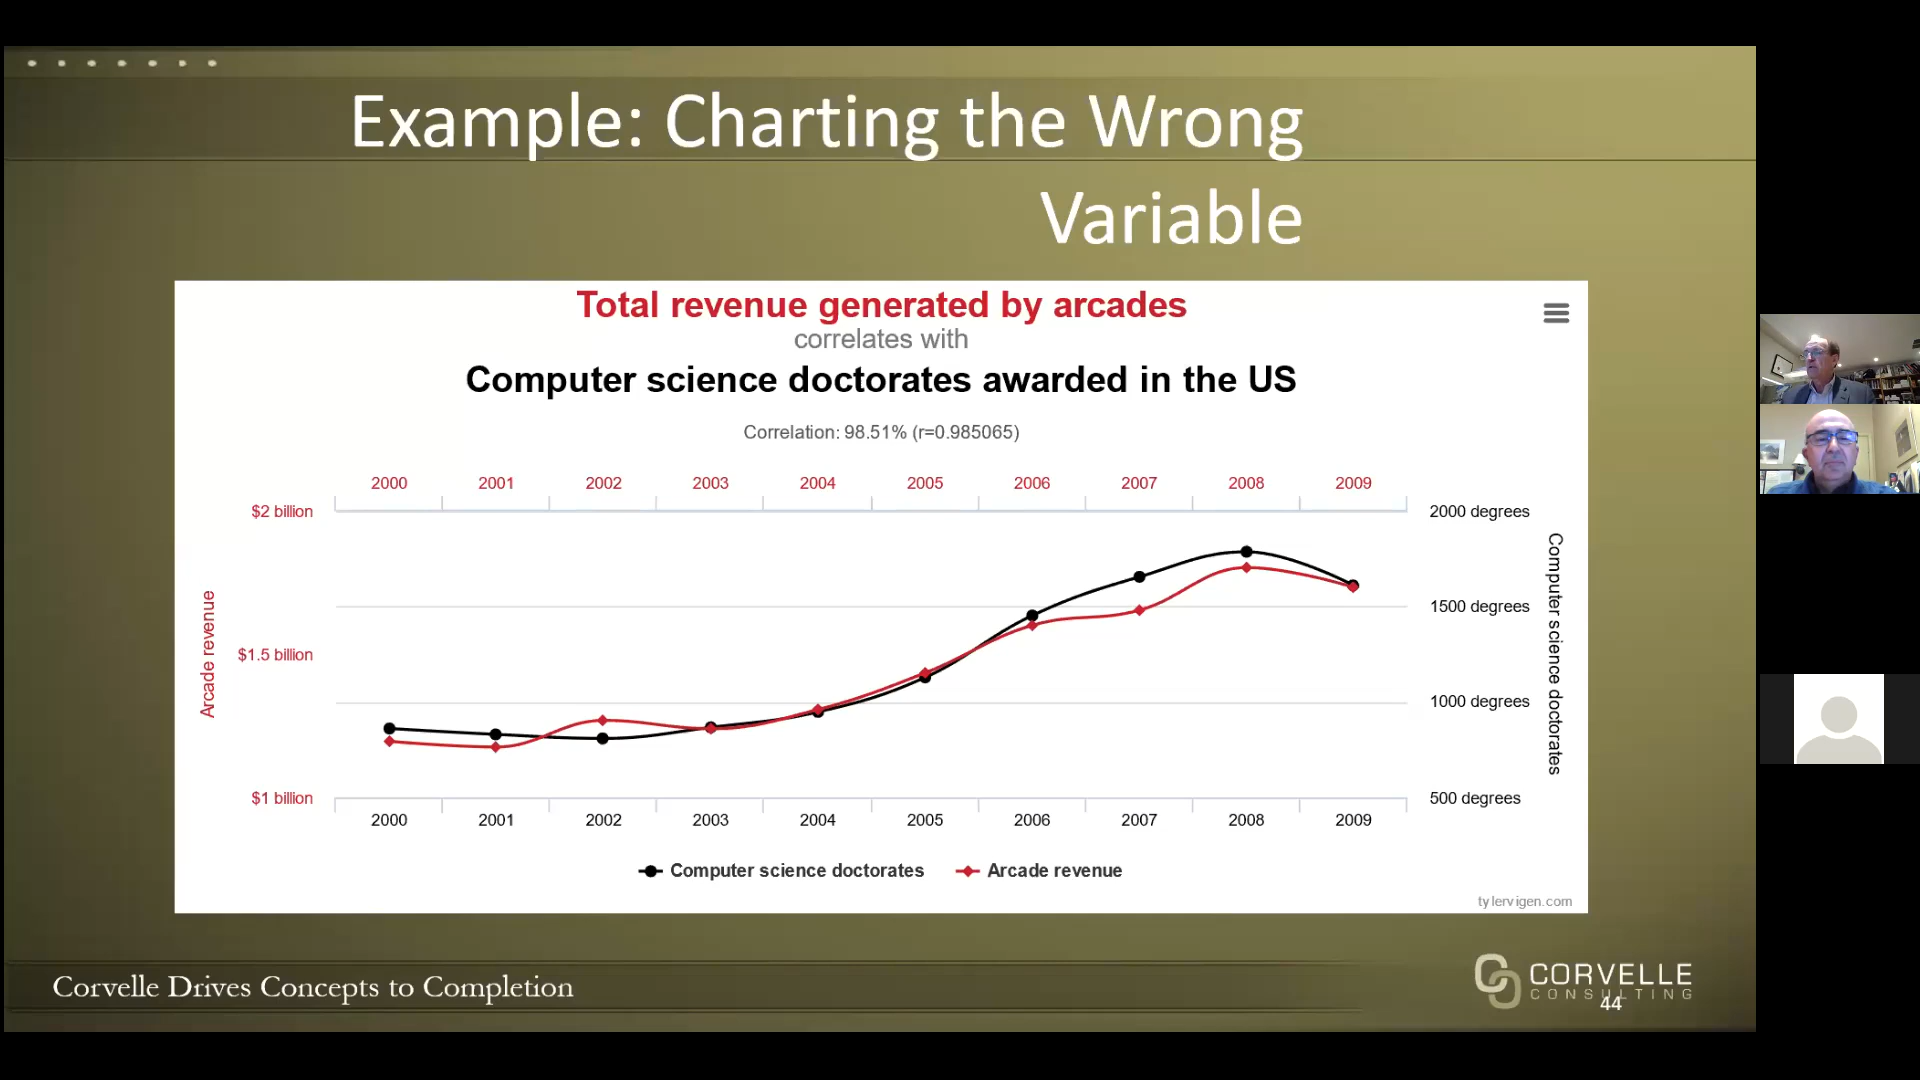 Example: Charting the Wrong
Variable
Total revenue generated by arcades
correlates with
Computer science doctorates awarded in the US
Correlation: 98.51% (r=0.985065)
2000 2001 2002 2003 2004 2005 2006 2007 2008 2009
$2 billion
2000 degrees
1500 degrees
$1.5 billion
1000 degrees
$1 billion
500 degrees
Arcade revenue
Computer science doctorates
2000 2001 2002 2003 2004 2005 2006 2007 2008 2009
Computer science doctorates Arcade revenue
tylervigen.com
Corvelle Drives Concepts to Completion
CORVELLE
CONSULTING
44